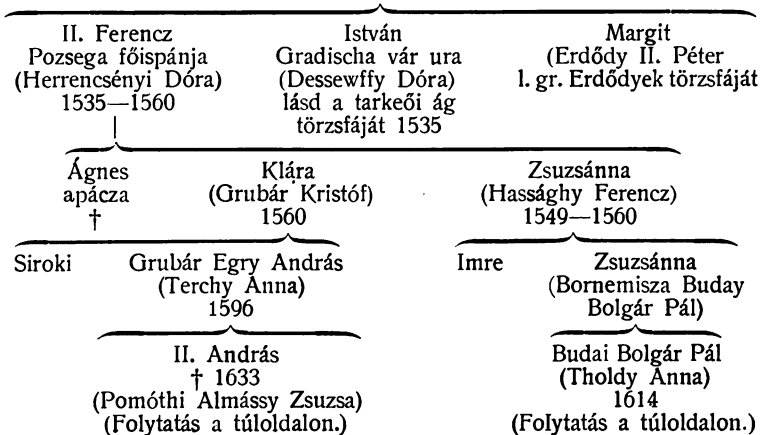 II. Ferencz
Pozsega főispánja
(Herrencsényi Dóra)
1535—1560
István
Gradischa vár ura
(Dessewffy Dóra)
lásd a tarkeői ág
törzsfáját 1535
Margit
(Erdődy II. Péter
l. gr. Erdődyek törzsfáját
Ágnes
apácza
†
Klára
(Grubár Kristóf)
1560
Zsuzsánna
(Hassághy Ferencz)
1549—1560
Siroki
Grubár Egry András
(Terchy Anna)
1596
Imre
Zsuzsánna
(Bornemisza Buday
Bolgár Pál)
II. András
† 1633
(Pomóthi Almássy Zsuzsa)
(Folytatás a túloldalon.)
Budai Bolgár Pál
(Tholdy Anna)
1614
(Folytatás a túloldalon.)